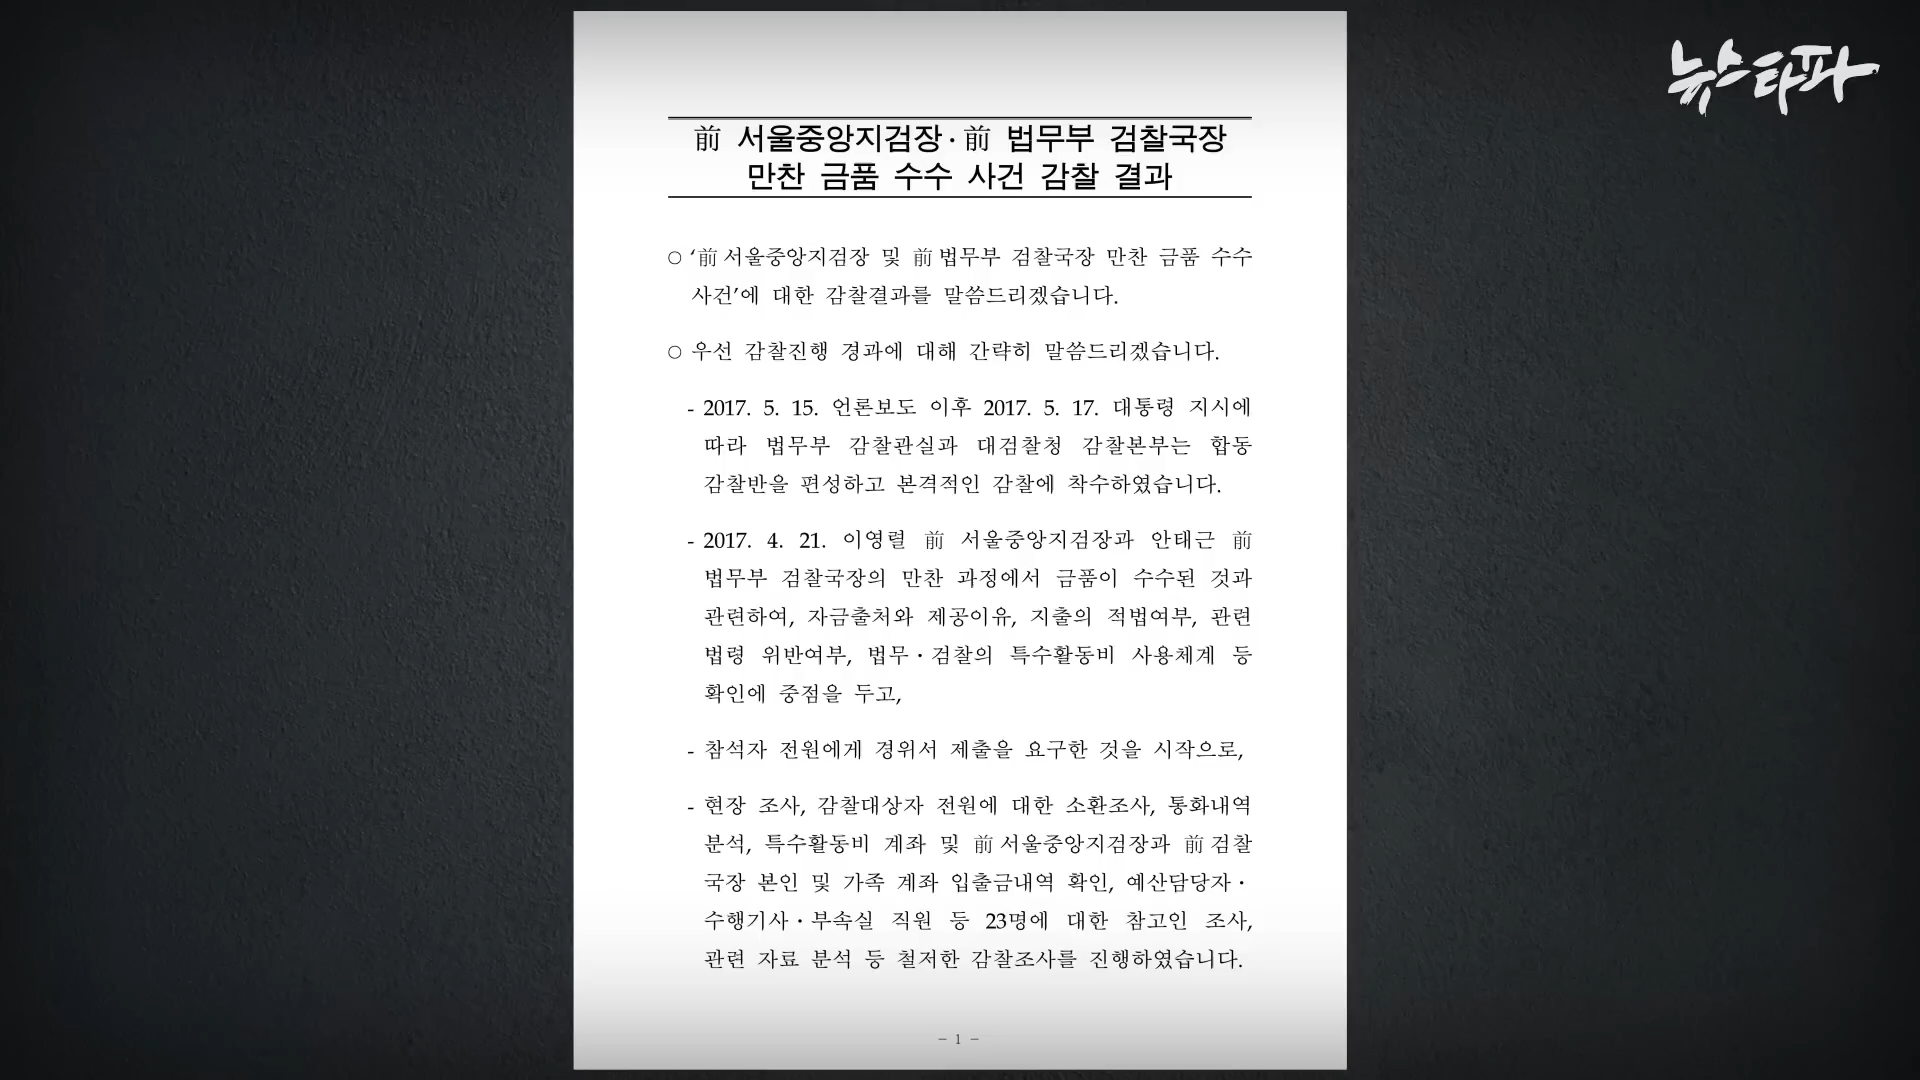 뉴스타파
前 서울중앙지검장·前 법무부 검찰국장
만찬 금품 수수 사건 감찰 결과
○ ‘前 서울중앙지검장 및 前 법무부 검찰국장 만찬 금품 수수
사건’에 대한 감찰결과를 말씀드리겠습니다.
○ 우선 감찰진행 경과에 대해 간략히 말씀드리겠습니다.
- 2017. 5. 15. 언론보도 이후 2017. 5. 17. 대통령 지시에
따라 법무부 감찰관실과 대검찰청 감찰본부는 합동
감찰반을 편성하고 본격적인 감찰에 착수하였습니다.
- 2017. 4. 21. 이영렬 前 서울중앙지검장과 안태근 前
법무부 검찰국장의 만찬 과정에서 금품이 수수된 것과
관련하여, 자금출처와 제공이유, 지출의 적법여부, 관련
법령 위반여부, 법무·검찰의 특수활동비 사용체계 등
확인에 중점을 두고,
- 참석자 전원에게 경위서 제출을 요구한 것을 시작으로,
- 현장 조사, 감찰대상자 전원에 대한 소환조사, 통화내역
분석, 특수활동비 계좌 및 前 서울중앙지검장과 前 검찰
국장 본인 및 가족 계좌 입출금내역 확인, 예산담당자·
수행기사·부속실 직원 등 23명에 대한 참고인 조사,
관련 자료 분석 등 철저한 감찰조사를 진행하였습니다.
- 1 -